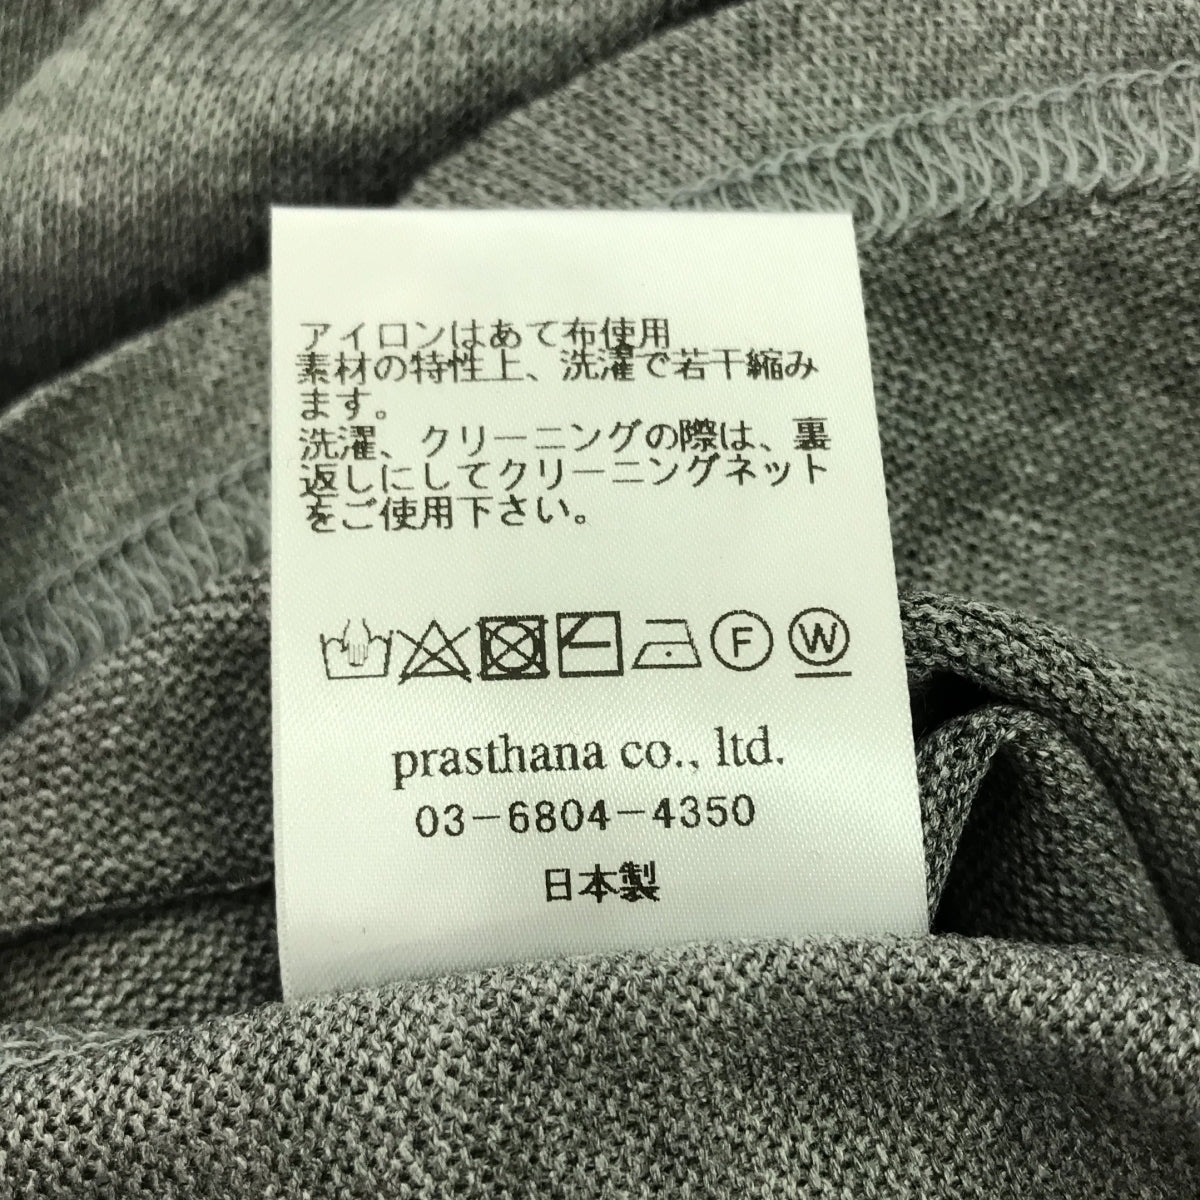 アイロンはあて布使用
素材の特性上、洗濯で若干縮み
ます。
洗濯、クリーニングの際は、裏
返しにしてクリーニングネット
をご使用下さい。
F W
prasthana co., ltd.
03-6804-4350
日本製